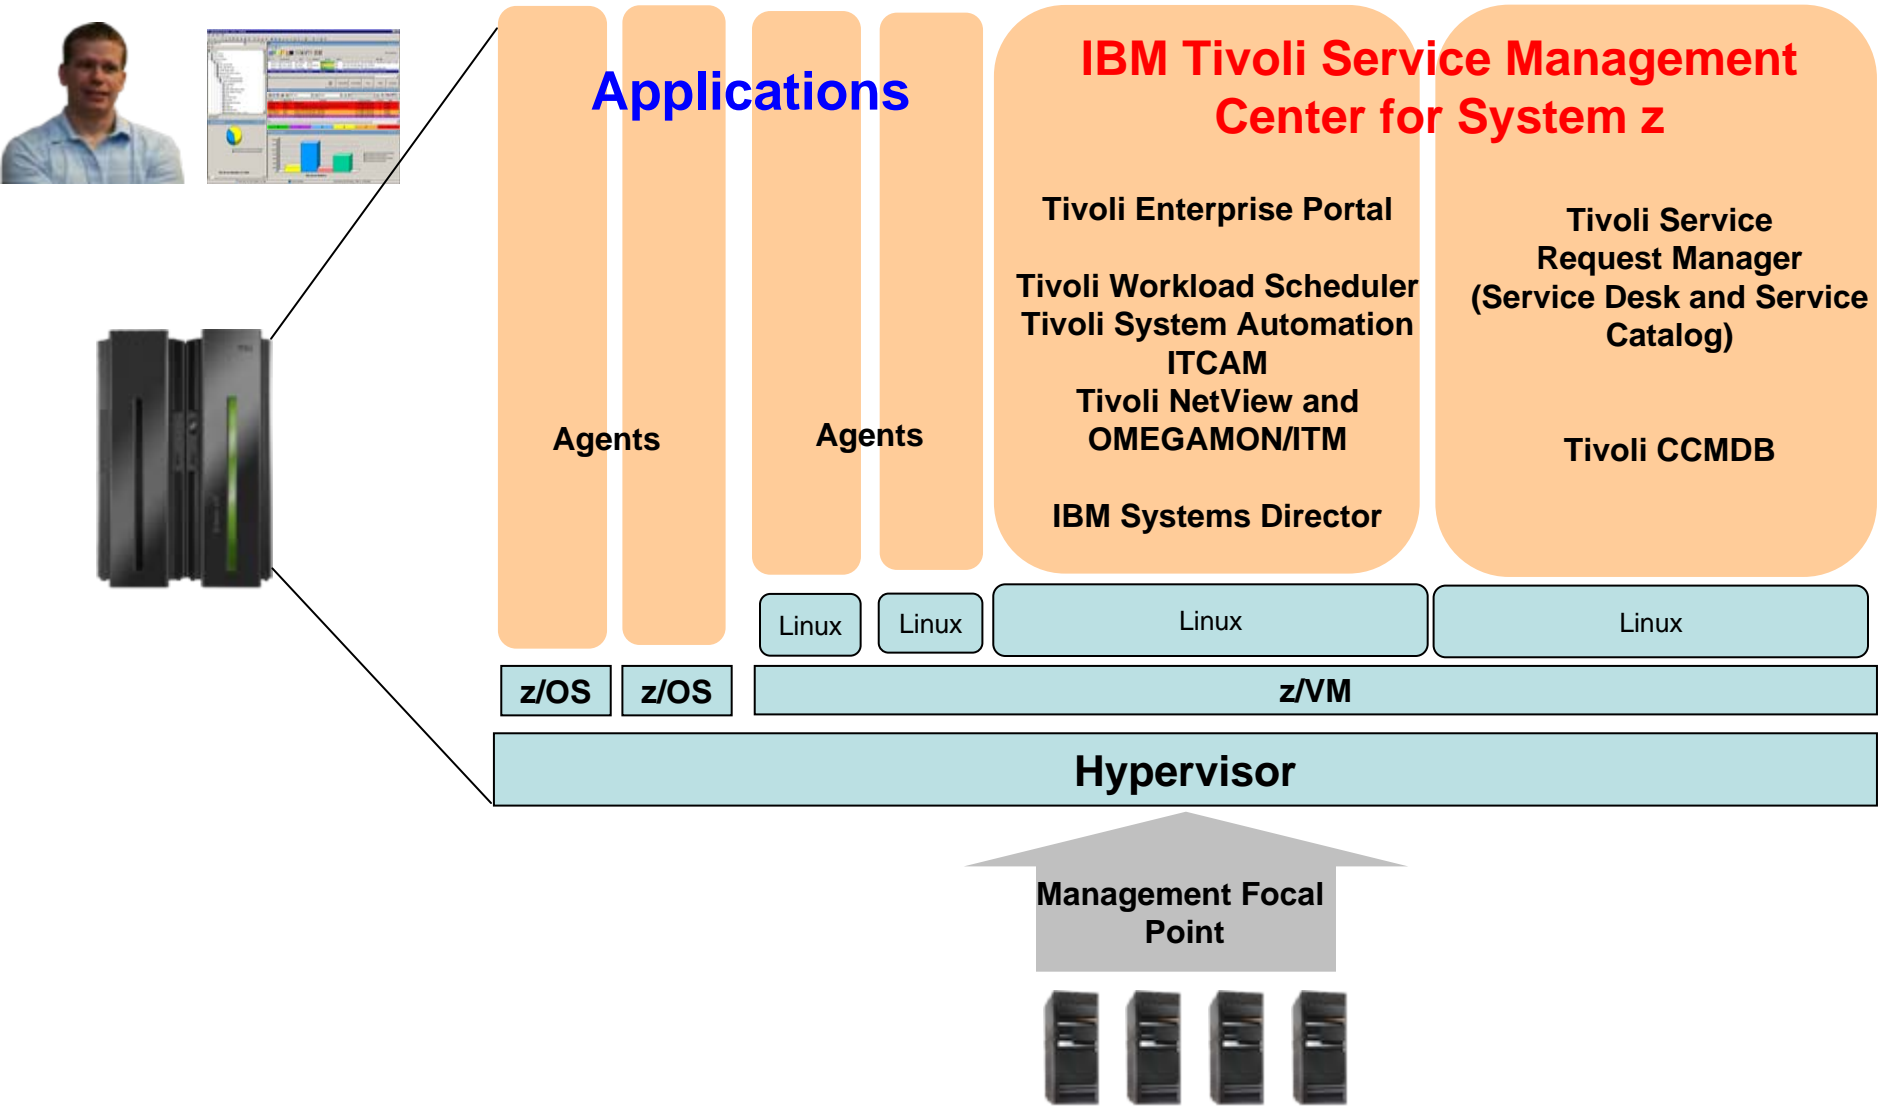 Applications
IBM Tivoli Service Management
Center for System z
Tivoli Enterprise Portal
Tivoli Workload Scheduler
Tivoli System Automation
ITCAM
Tivoli NetView and
OMEGAMON/ITM
IBM Systems Director
Tivoli Service
Request Manager
(Service Desk and Service
Catalog)
Tivoli CCMDB
Agents
Agents
Linux
Linux
Linux
Linux
z/OS
z/OS
z/VM
Hypervisor
Management Focal
Point